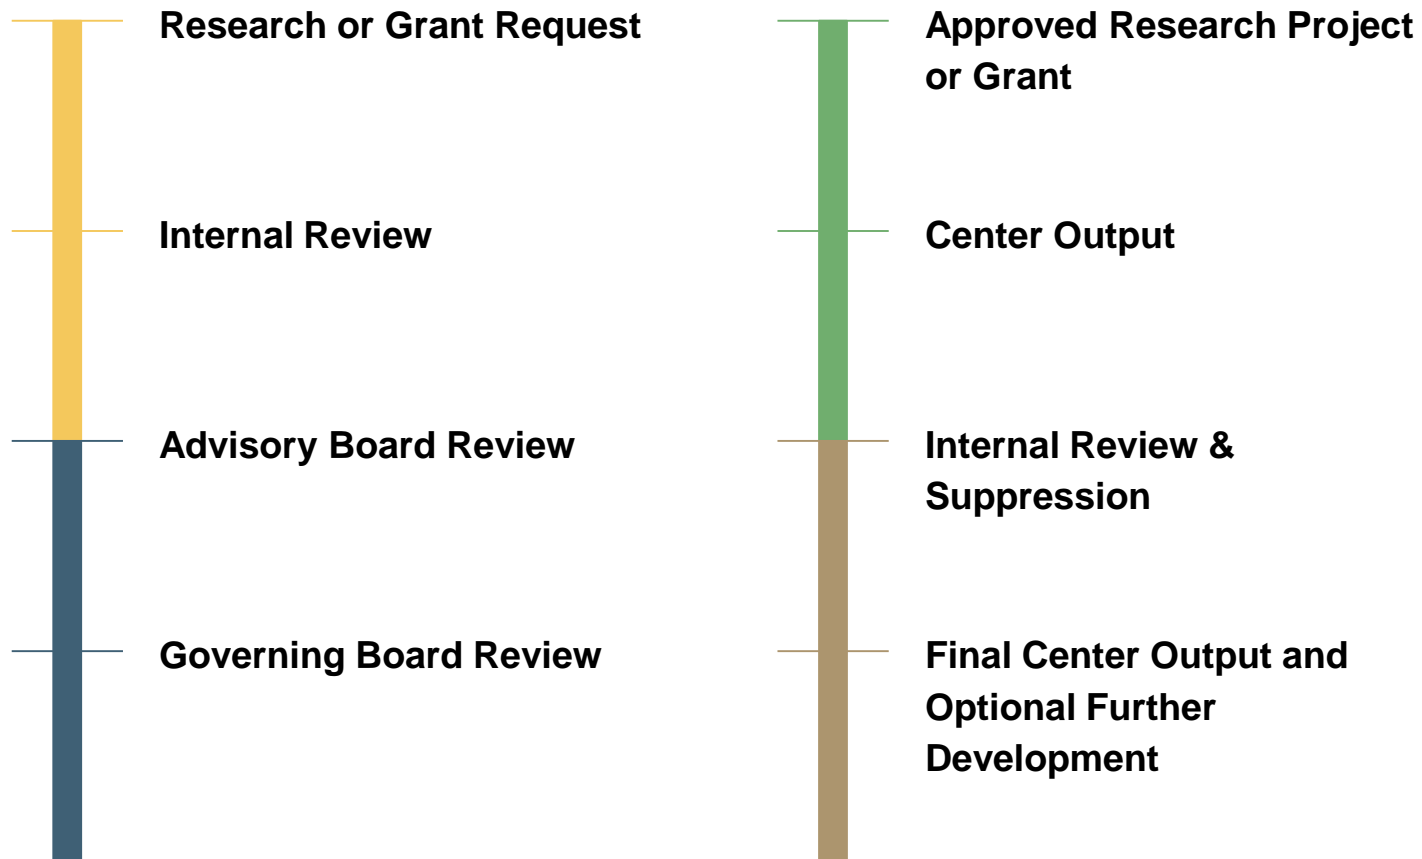 Research or Grant Request
Internal Review
Advisory Board Review
Governing Board Review
Approved Research Project
or Grant
Center Output
Internal Review &
Suppression
Final Center Output and
Optional Further
Development